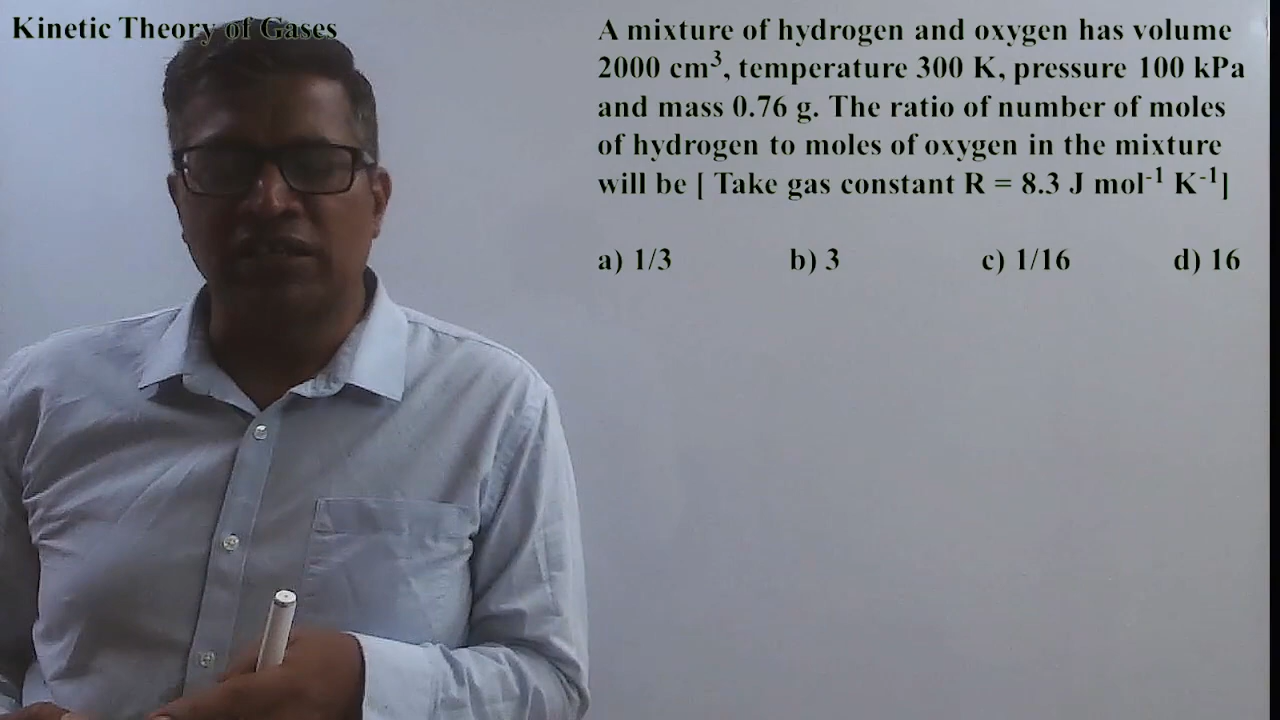 Kinetic Theory of Gases
A mixture of hydrogen and oxygen has volume
2000 cm³, temperature 300 K, pressure 100 kPa
and mass 0.76 g. The ratio of number of moles
of hydrogen to moles of oxygen in the mixture
will be [ Take gas constant R = 8.3 J mol⁻¹ K⁻¹]
a) 1/3 b) 3 c) 1/16 d) 16